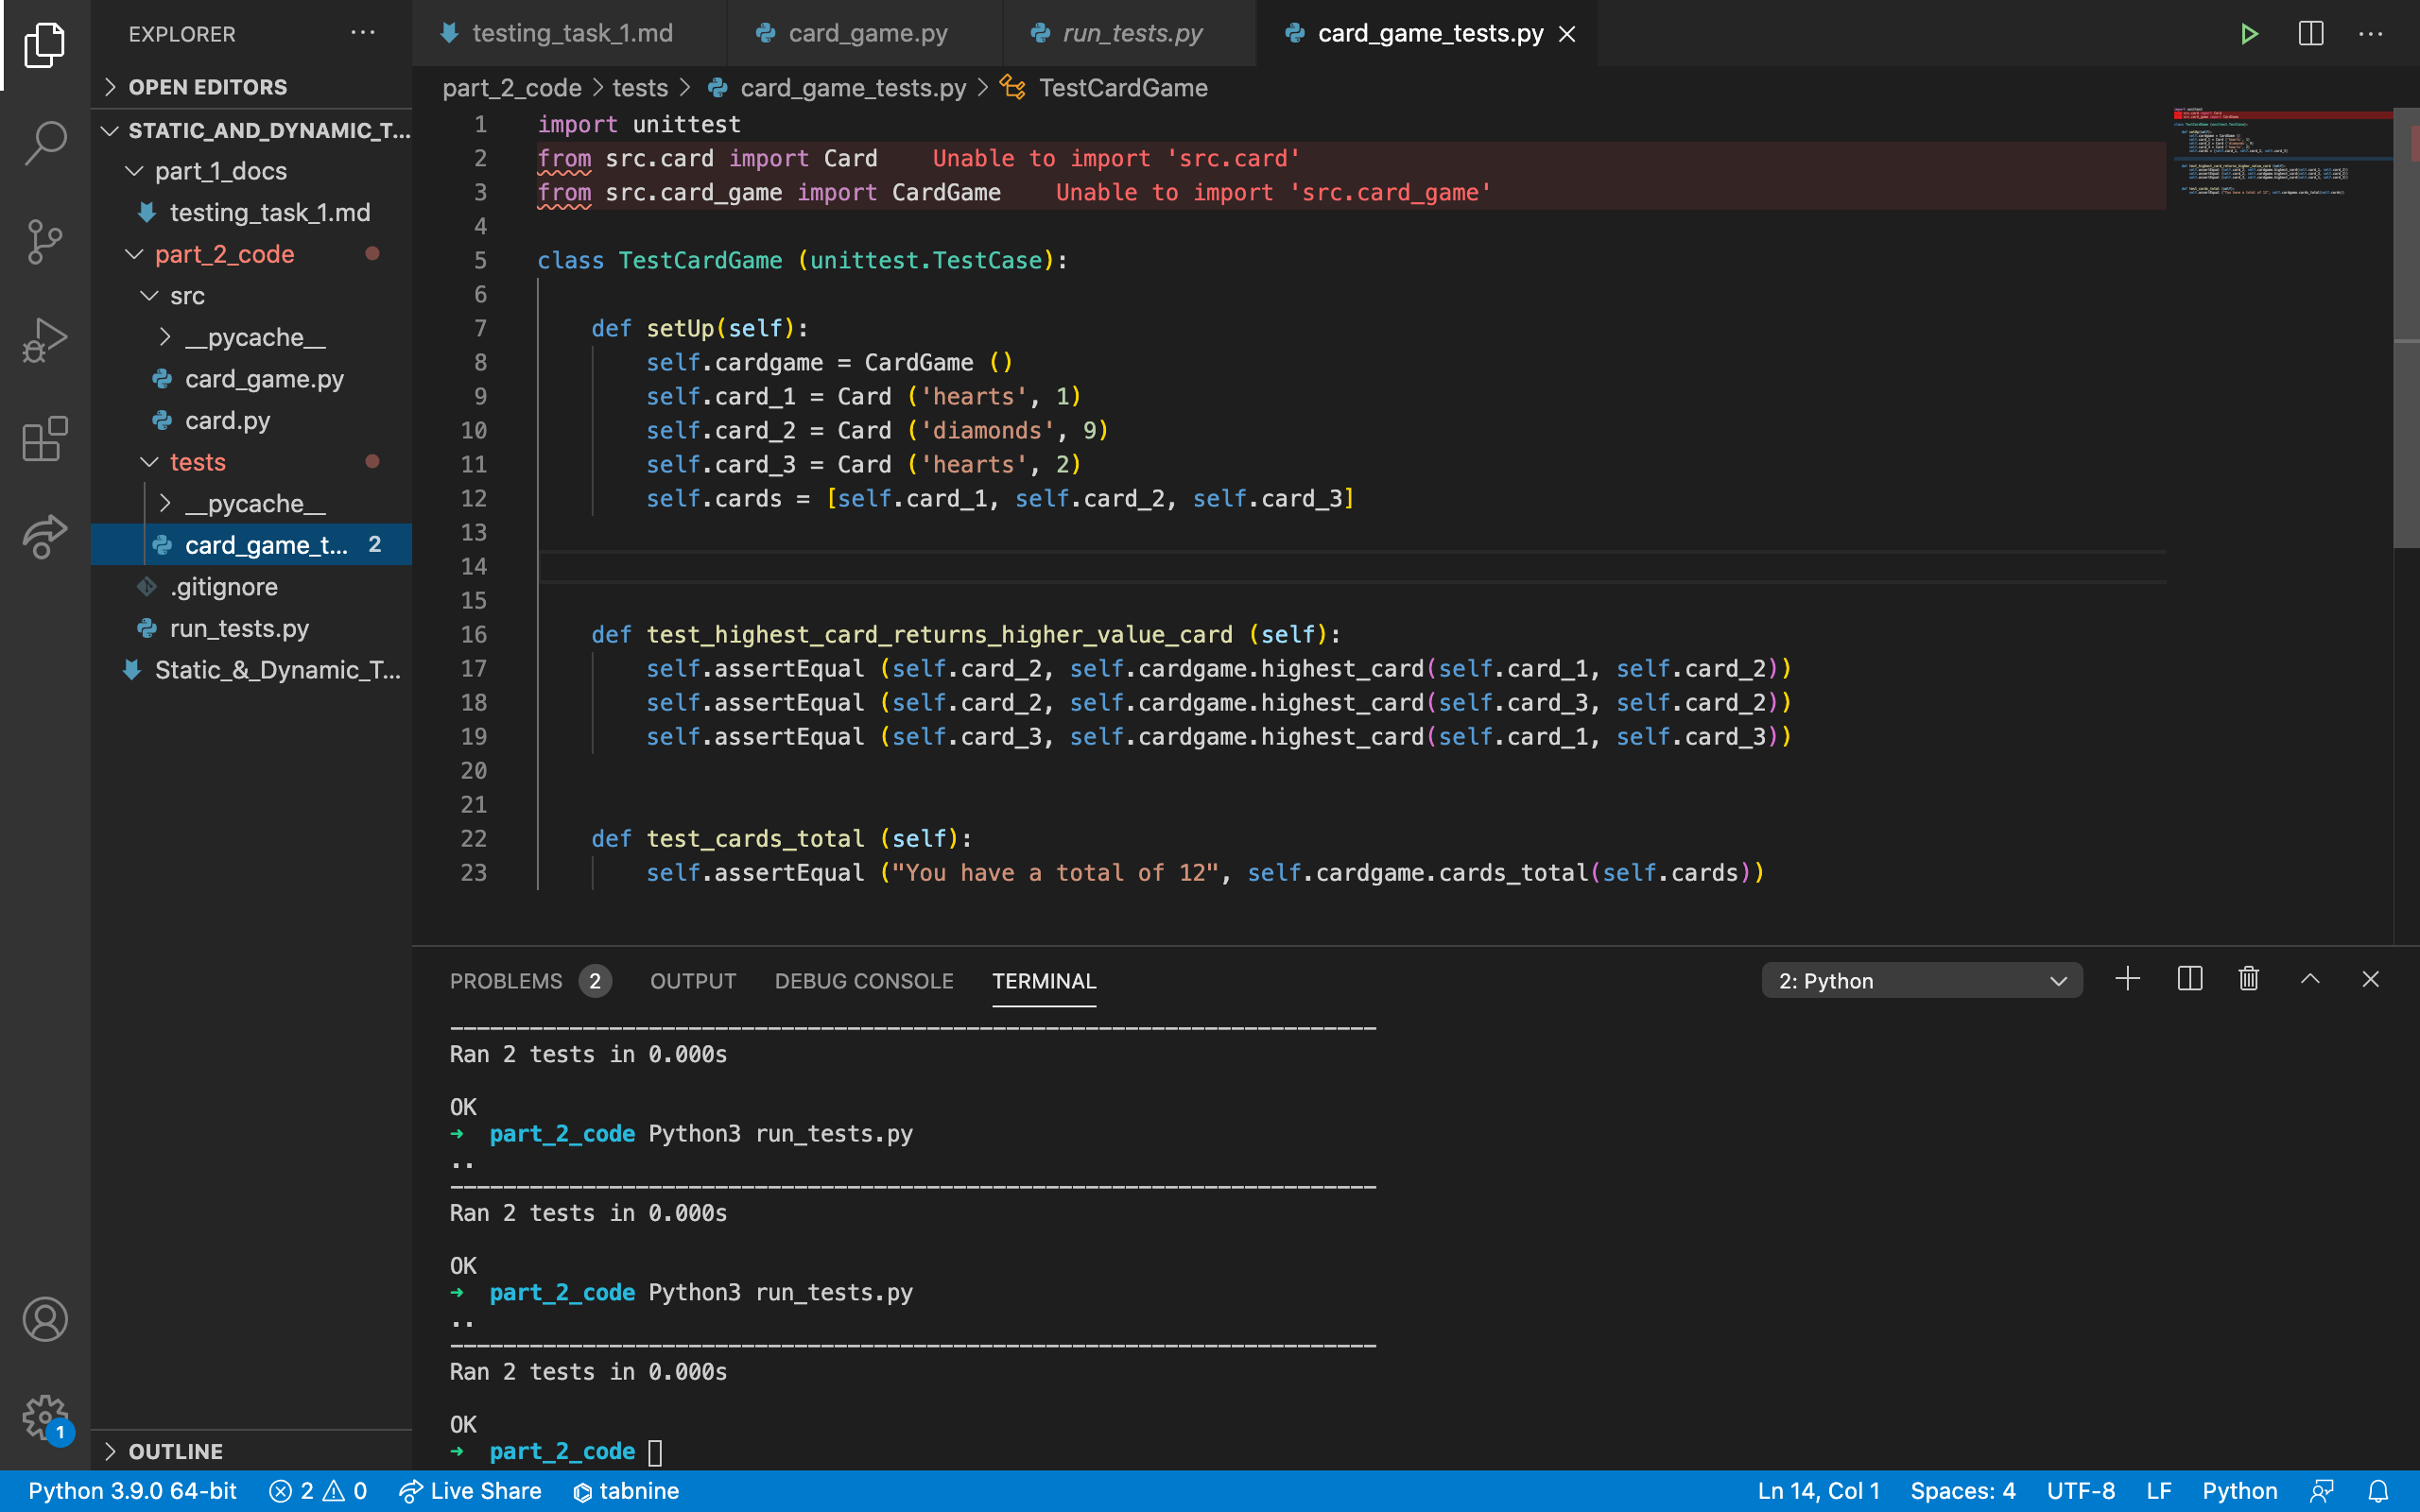 EXPLORER
testing_task_1.md
card_game.py
run_tests.py
card_game_tests.py
OPEN EDITORS
STATIC_AND_DYNAMIC_T...
part_1_docs
testing_task_1.md
part_2_code
src
__pycache__
card_game.py
card.py
tests
__pycache__
card_game_t... 2
.gitignore
run_tests.py
Static_&_Dynamic_T...
OUTLINE
part_2_code > tests > card_game_tests.py > TestCardGame
1 import unittest
2 from src.card import Card Unable to import 'src.card'
3 from src.card_game import CardGame Unable to import 'src.card_game'
4
5 class TestCardGame (unittest.TestCase):
6
7 def setUp(self):
8 self.cardgame = CardGame ()
9 self.card_1 = Card ('hearts', 1)
10 self.card_2 = Card ('diamonds', 9)
11 self.card_3 = Card ('hearts', 2)
12 self.cards = [self.card_1, self.card_2, self.card_3]
13
14
15
16 def test_highest_card_returns_higher_value_card (self):
17 self.assertEqual (self.card_2, self.cardgame.highest_card(self.card_1, self.card_2))
18 self.assertEqual (self.card_2, self.cardgame.highest_card(self.card_3, self.card_2))
19 self.assertEqual (self.card_3, self.cardgame.highest_card(self.card_1, self.card_3))
20
21
22 def test_cards_total (self):
23 self.assertEqual ("You have a total of 12", self.cardgame.cards_total(self.cards))
PROBLEMS 2 OUTPUT DEBUG CONSOLE TERMINAL 2: Python
----------------------------------------------------------------------
Ran 2 tests in 0.000s
OK
→ part_2_code Python3 run_tests.py
..
----------------------------------------------------------------------
Ran 2 tests in 0.000s
OK
→ part_2_code Python3 run_tests.py
..
----------------------------------------------------------------------
Ran 2 tests in 0.000s
OK
→ part_2_code
1
Python 3.9.0 64-bit 2 0 Live Share tabnine Ln 14, Col 1 Spaces: 4 UTF-8 LF Python